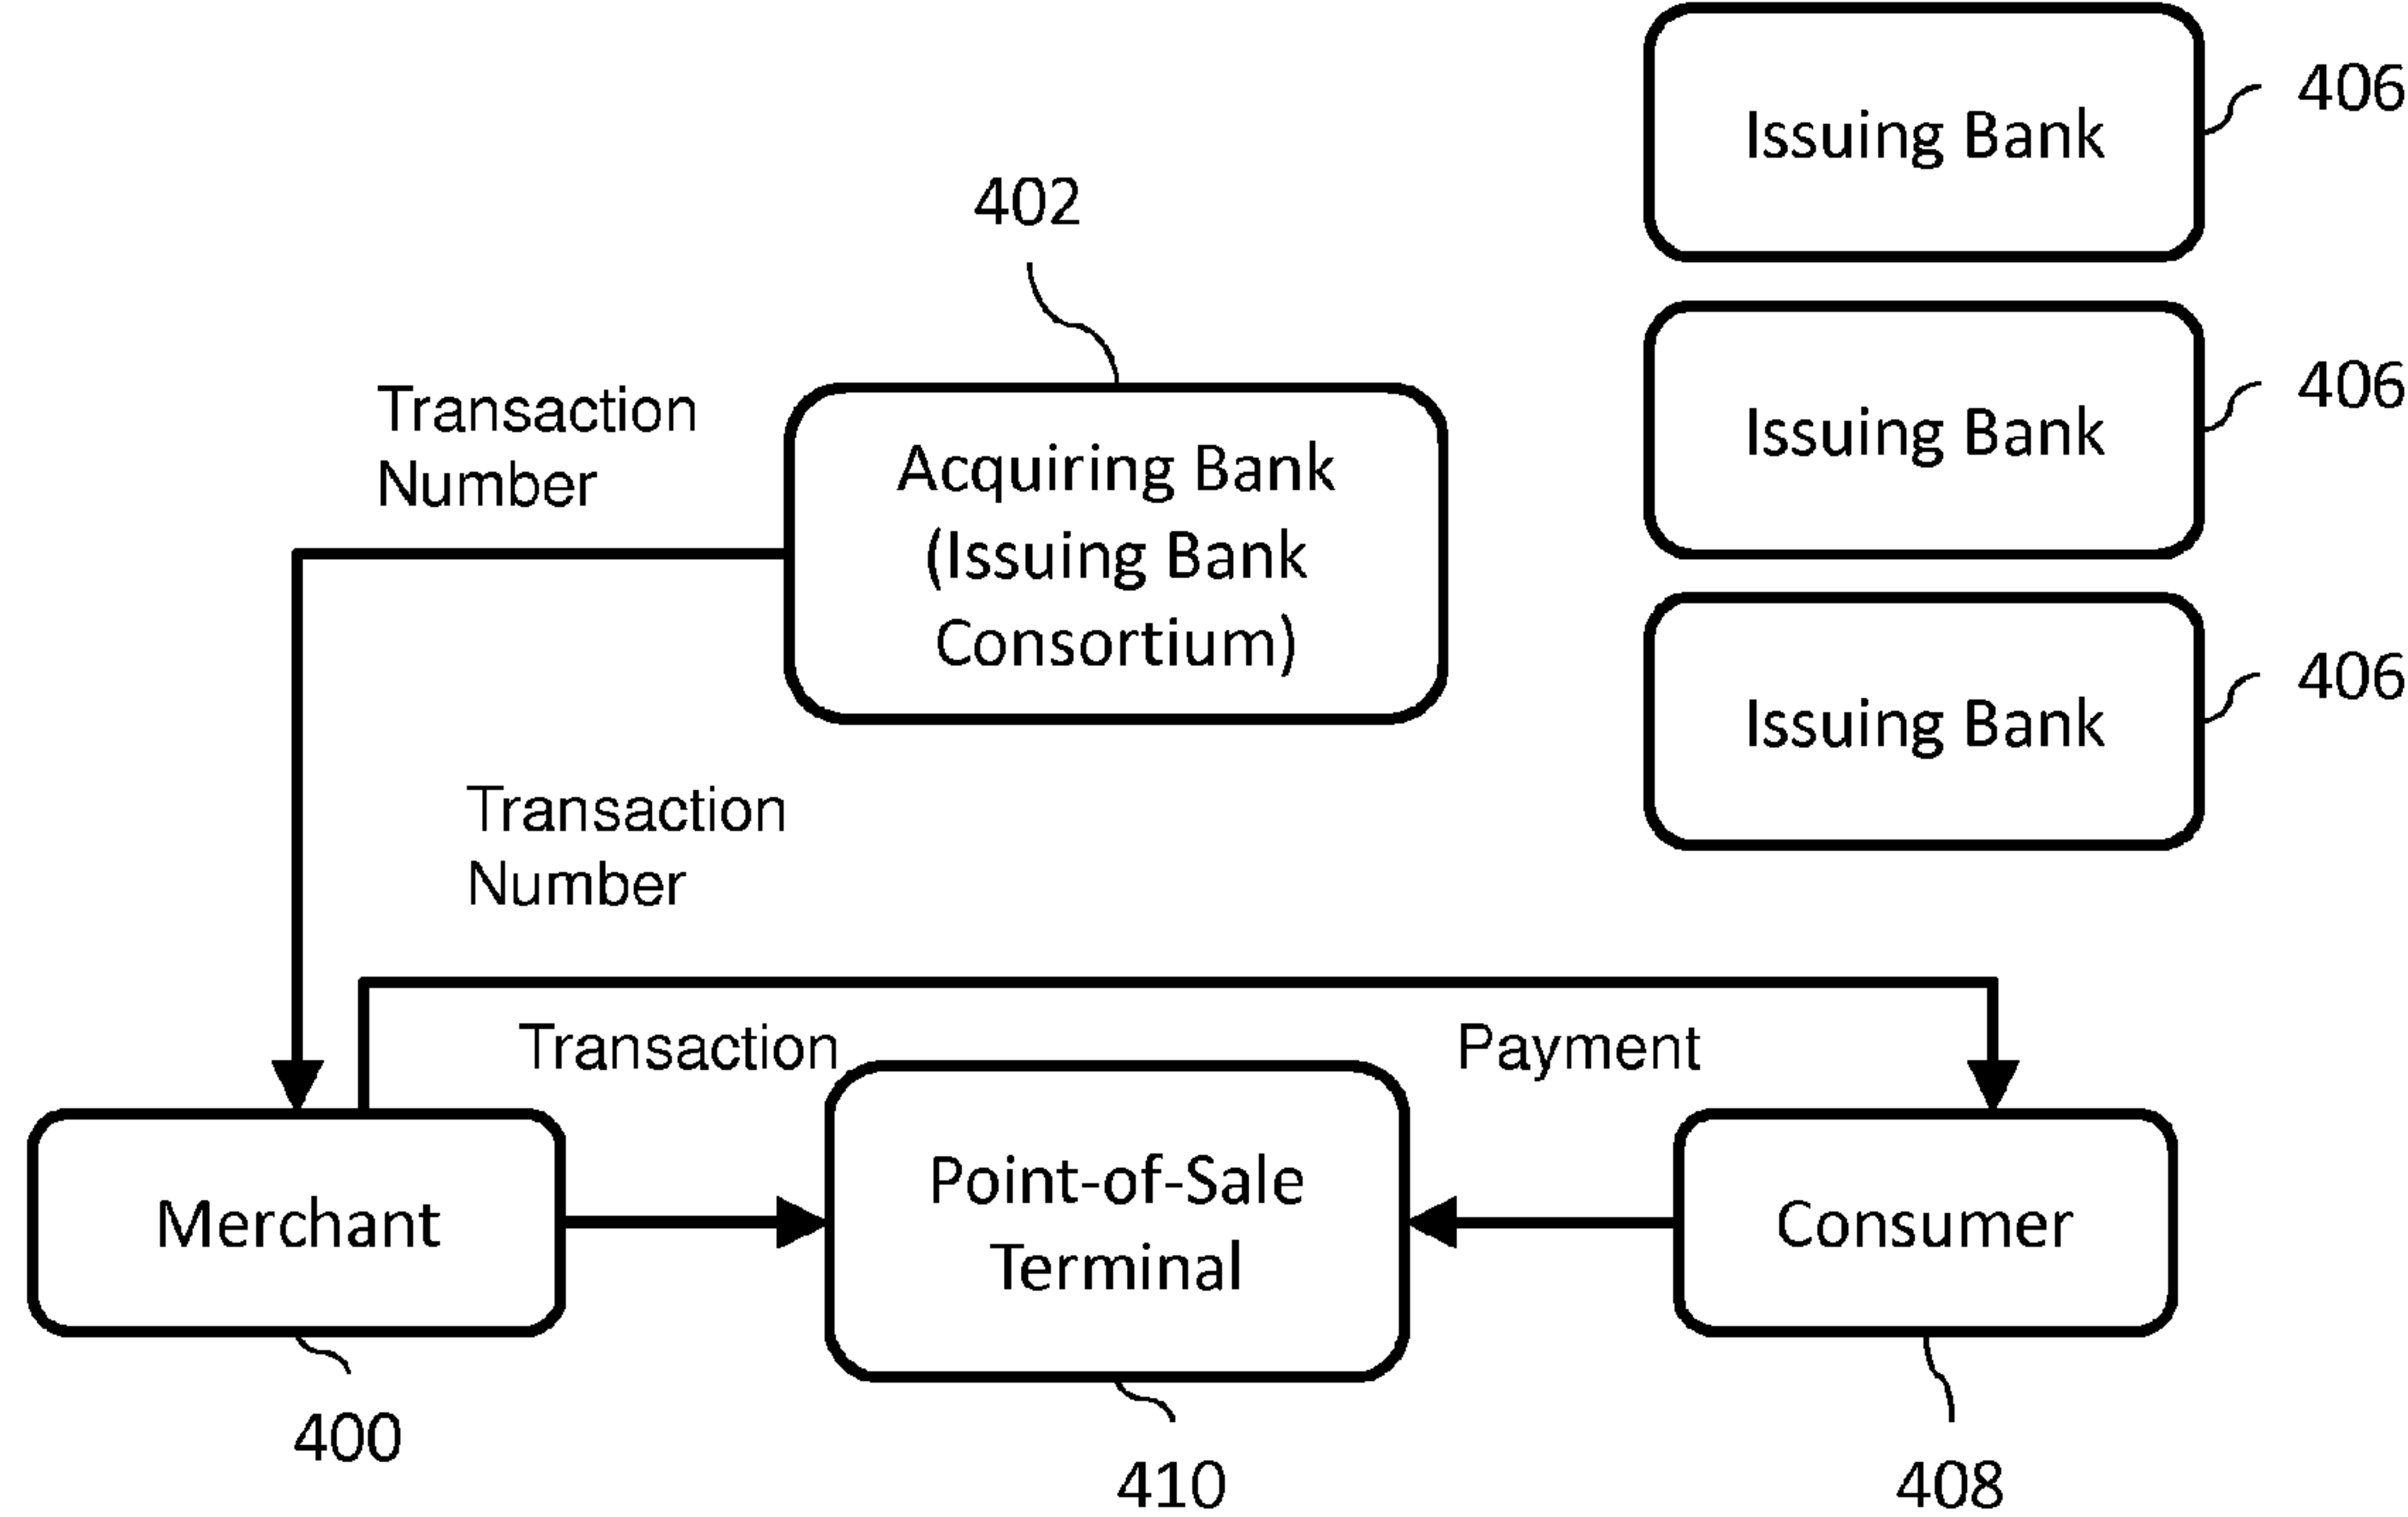 Issuing Bank
406
402
Issuing Bank
406
Transaction
Number
Acquiring Bank
(Issuing Bank
Consortium)
Issuing Bank
406
Transaction
Number
Transaction
Payment
Merchant
Point-of-Sale
Terminal
Consumer
400
410
408